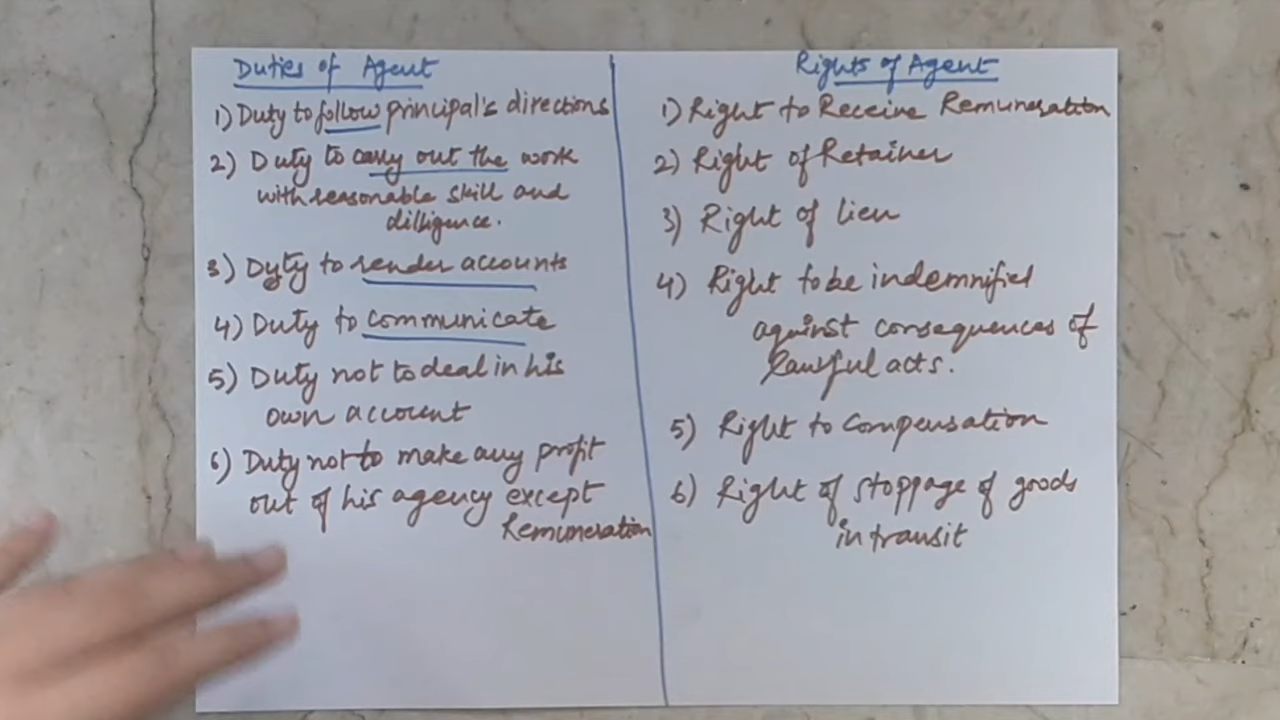 Duties of Agent
1) Duty to follow principal's directions
2) Duty to carry out the work
with reasonable skill and
dilligence.
3) Dyty to render accounts
4) Duty to communicate
5) Duty not to deal in his
own account
6) Duty not to make any profit
out of his agency except
Remuneration
Rights of Agent
1) Right to Receive Remuneration
2) Right of Retainer
3) Right of lien
4) Right to be indemnified
against consequences of
lawful acts.
5) Right to Compensation
6) Right of stoppage of goods
in transit